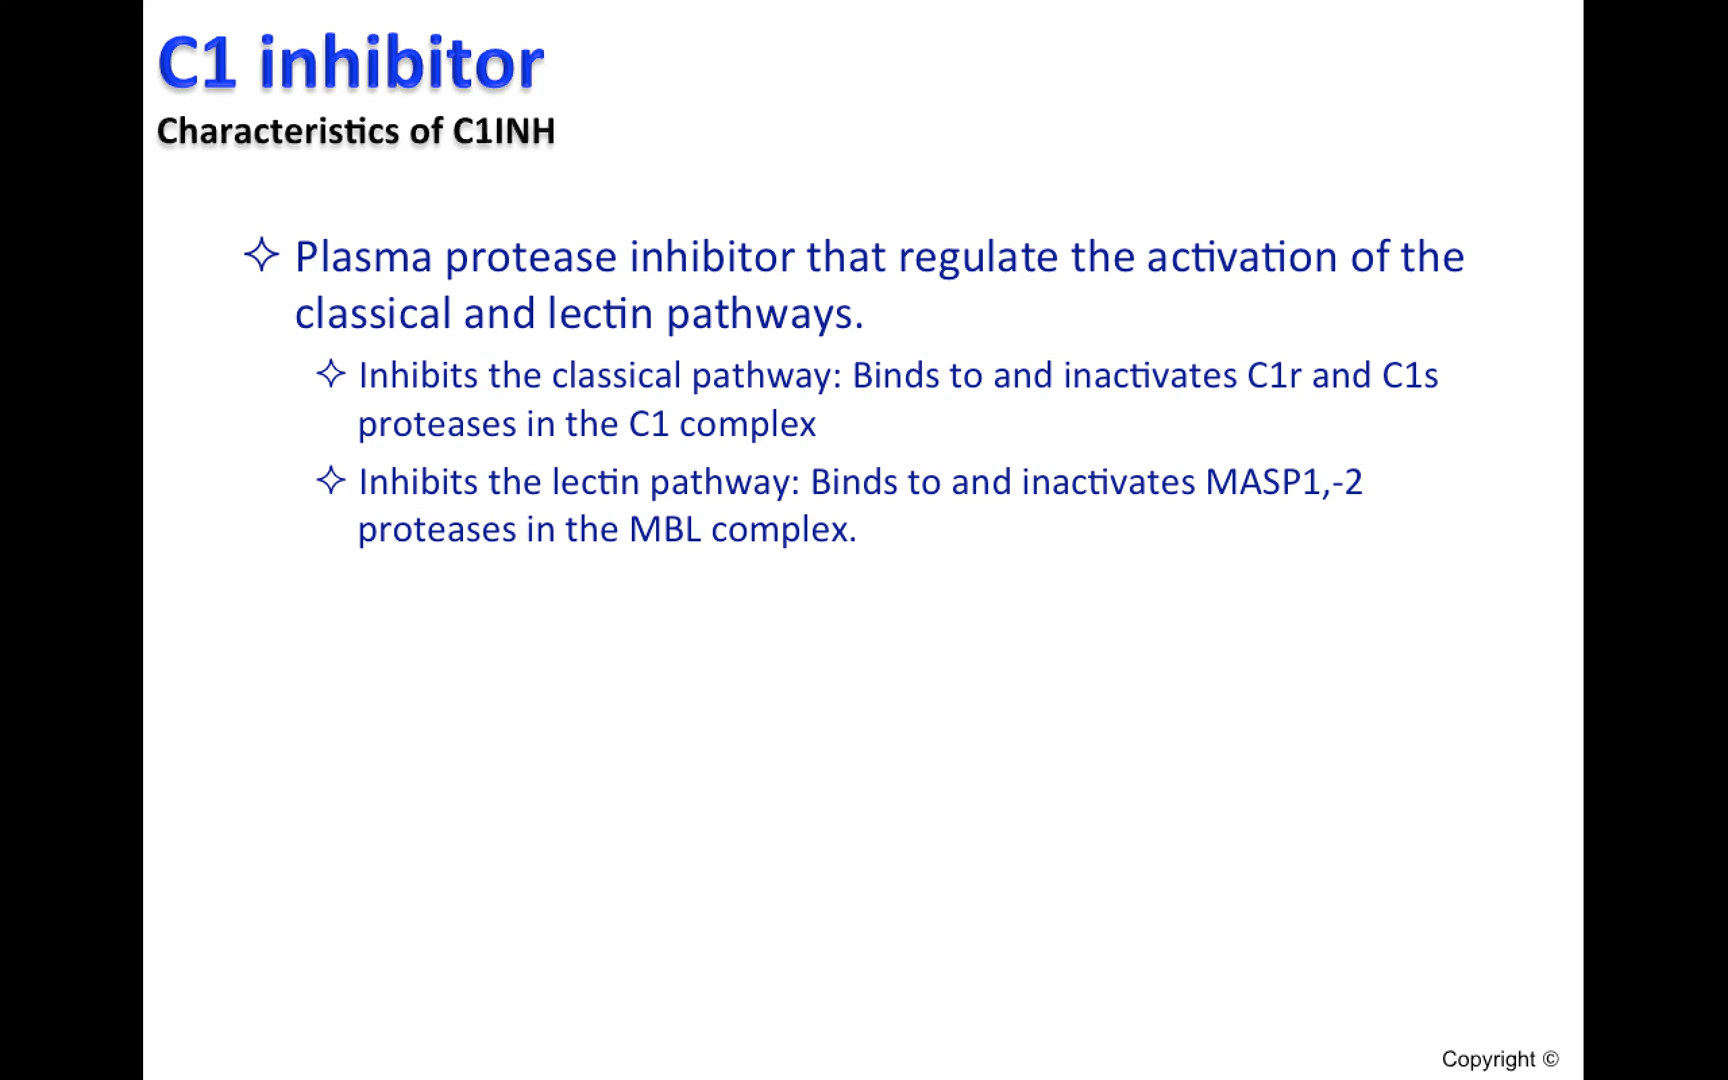 C1 inhibitor
Characteristics of C1INH
✧ Plasma protease inhibitor that regulate the activation of the
classical and lectin pathways.
✧ Inhibits the classical pathway: Binds to and inactivates C1r and C1s
proteases in the C1 complex
✧ Inhibits the lectin pathway: Binds to and inactivates MASP1,-2
proteases in the MBL complex.
Copyright ©